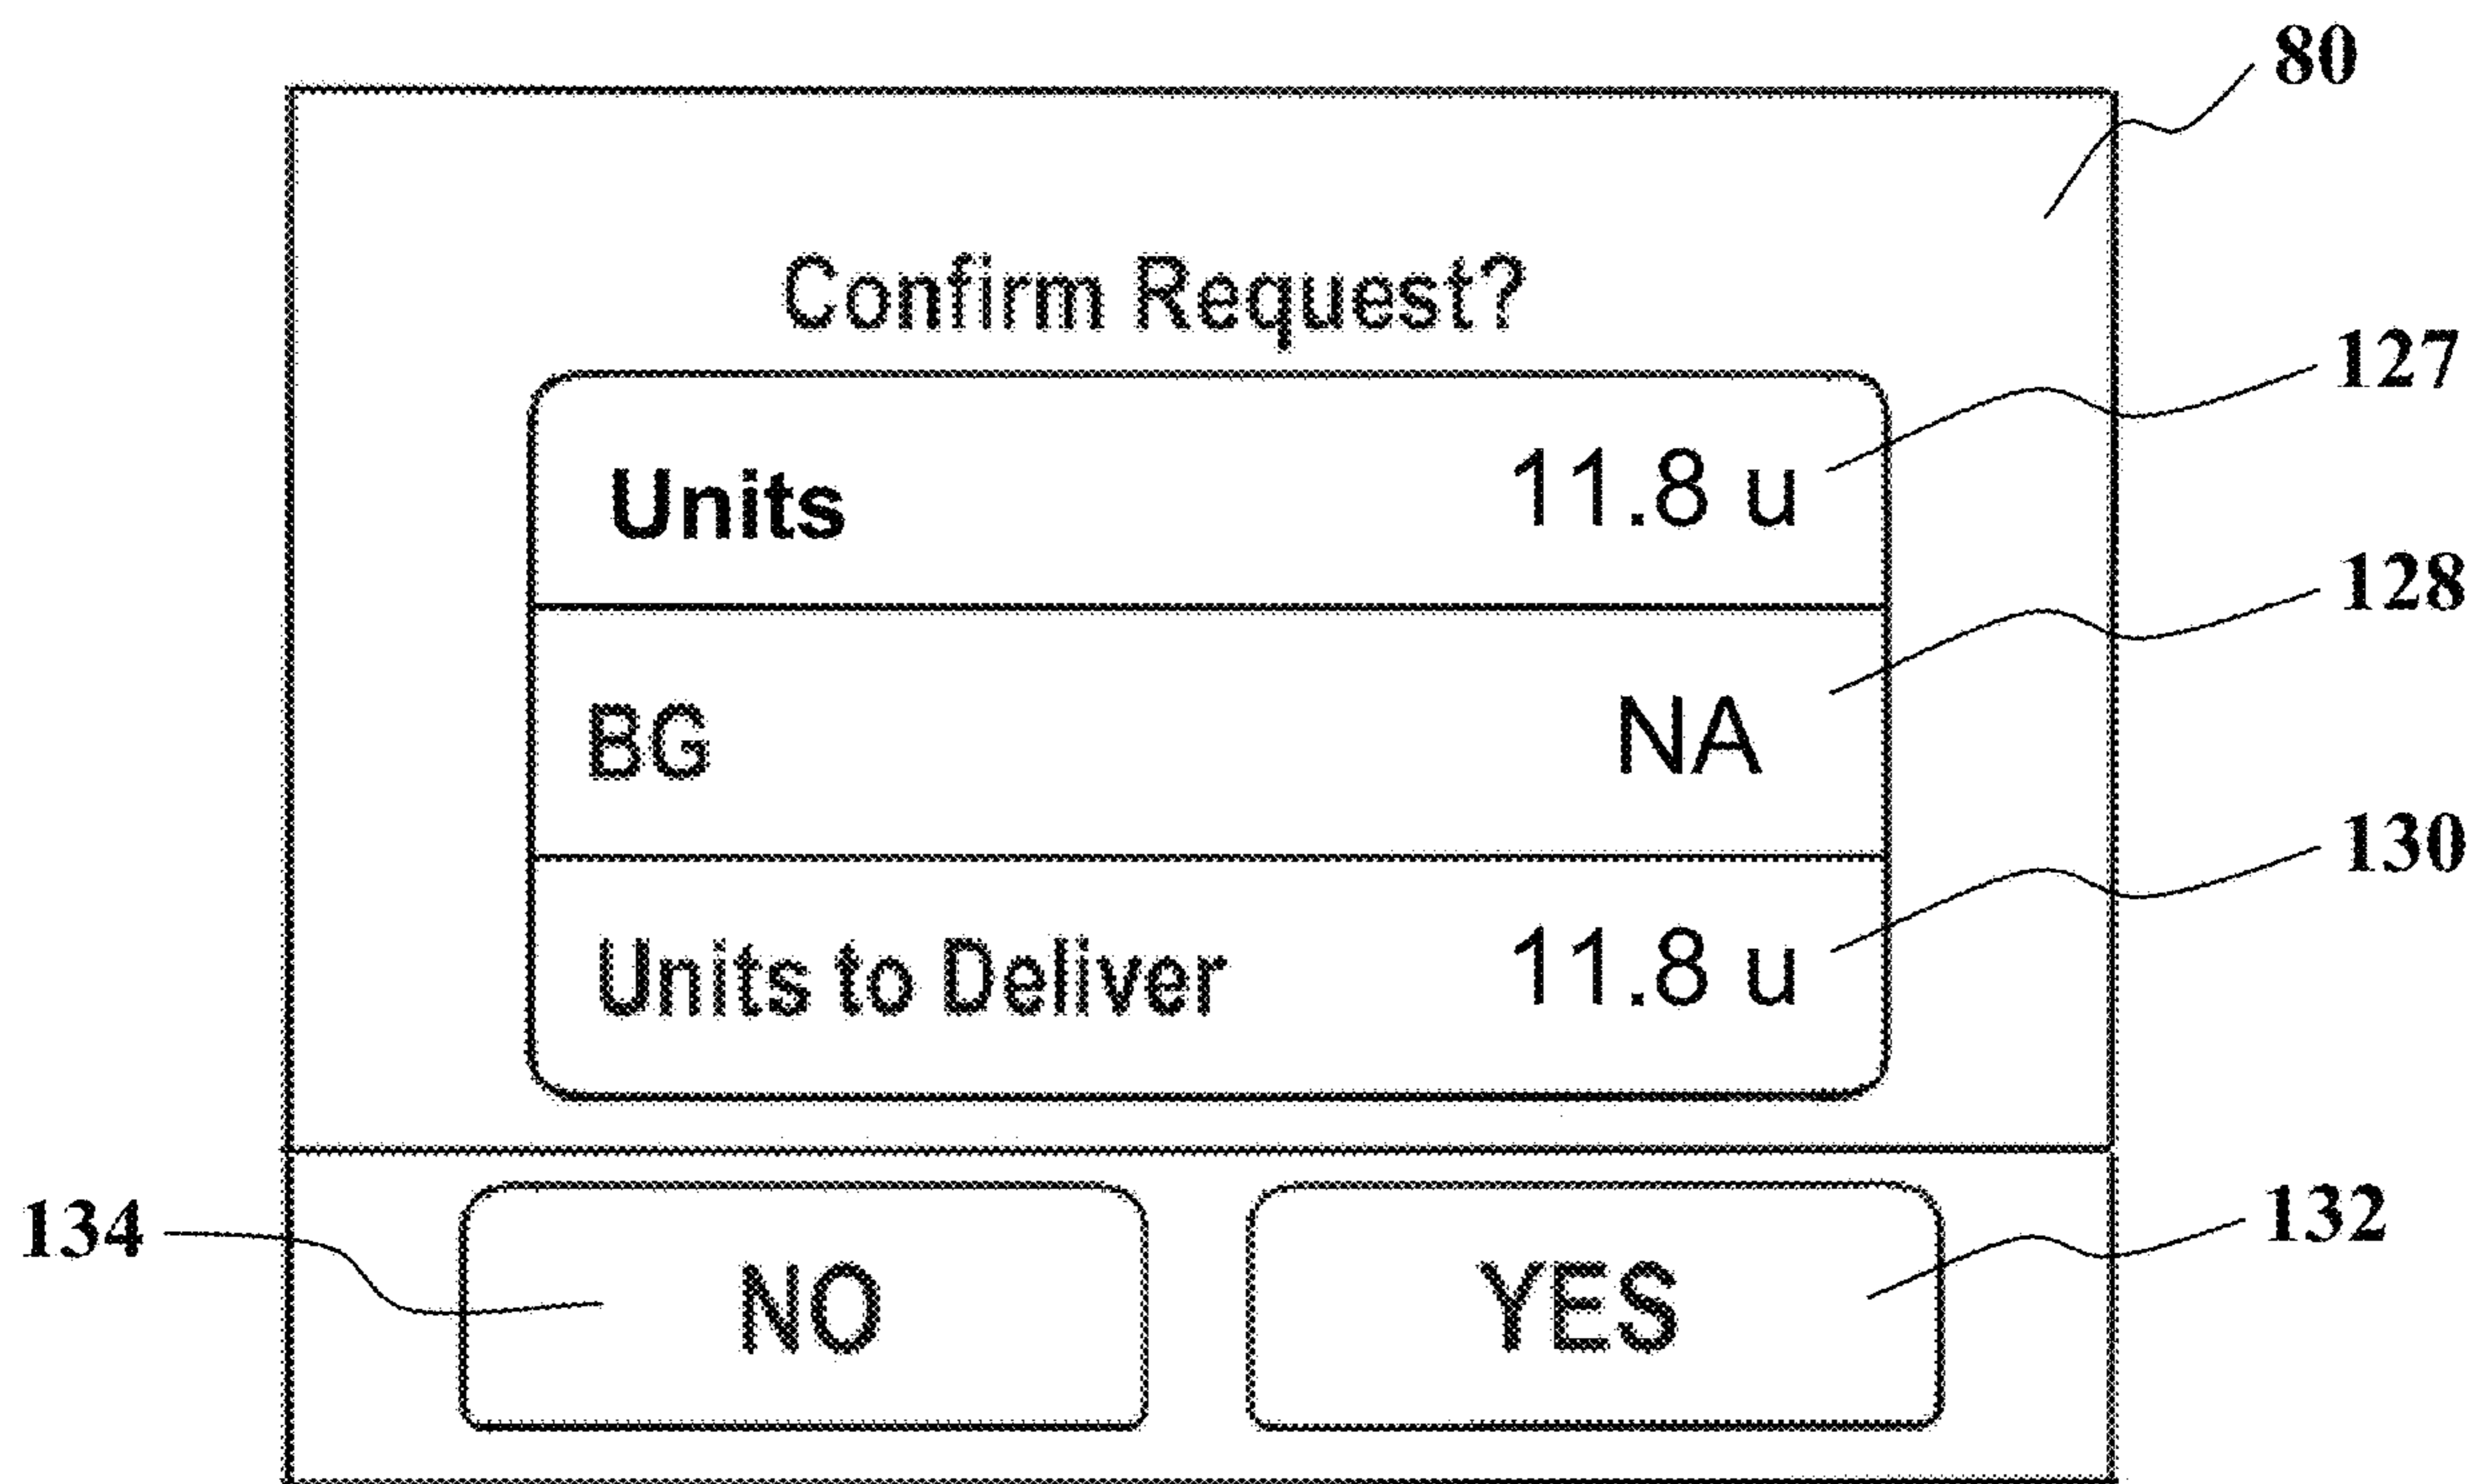 80
Confirm Request?
127
Units 11.8 u
128
BG NA
130
Units to Deliver 11.8 u
134 132
NO YES